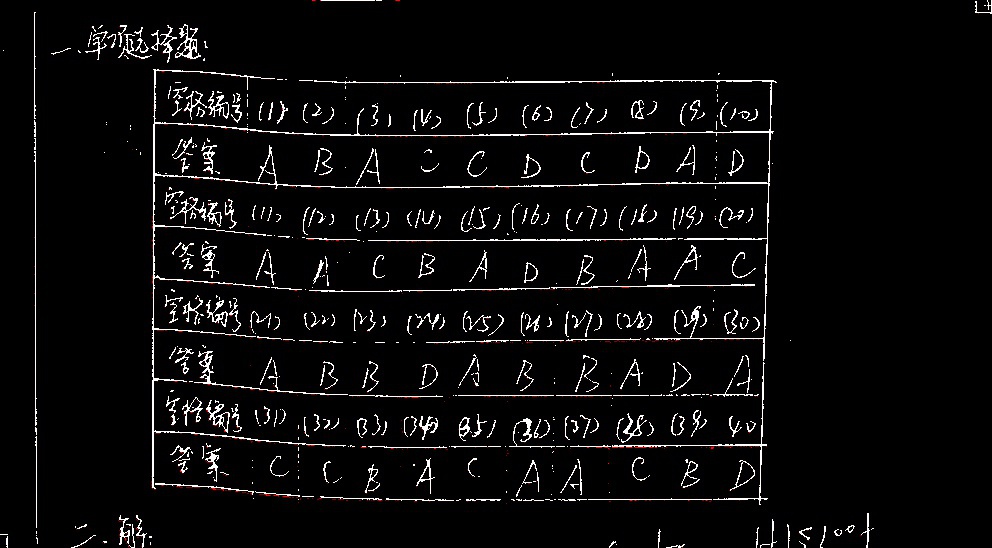 一、单项选择题:
空格编号 (1) (2) (3) (4) (5) (6) (7) (8) (9) (10)
答案 A B A C C D C D A D
空格编号 (11) (12) (13) (14) (15) (16) (17) (18) (19) (20)
答案 A A C B A D B A A C
空格编号 (21) (22) (23) (24) (25) (26) (27) (28) (29) (30)
答案 A B B D A B B A D A
空格编号 (31) (32) (33) (34) (35) (36) (37) (38) (39) 40
答案 C C B A C A A C B D
二、解: